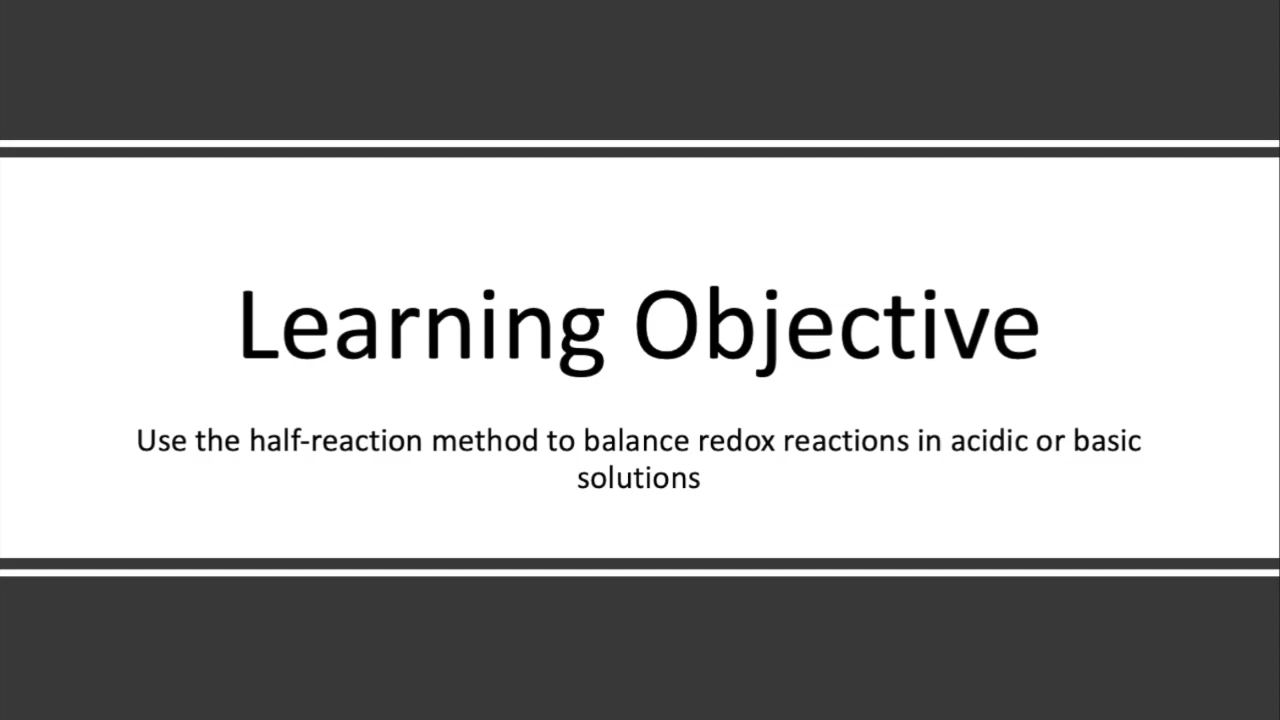 Learning Objective
Use the half-reaction method to balance redox reactions in acidic or basic
solutions